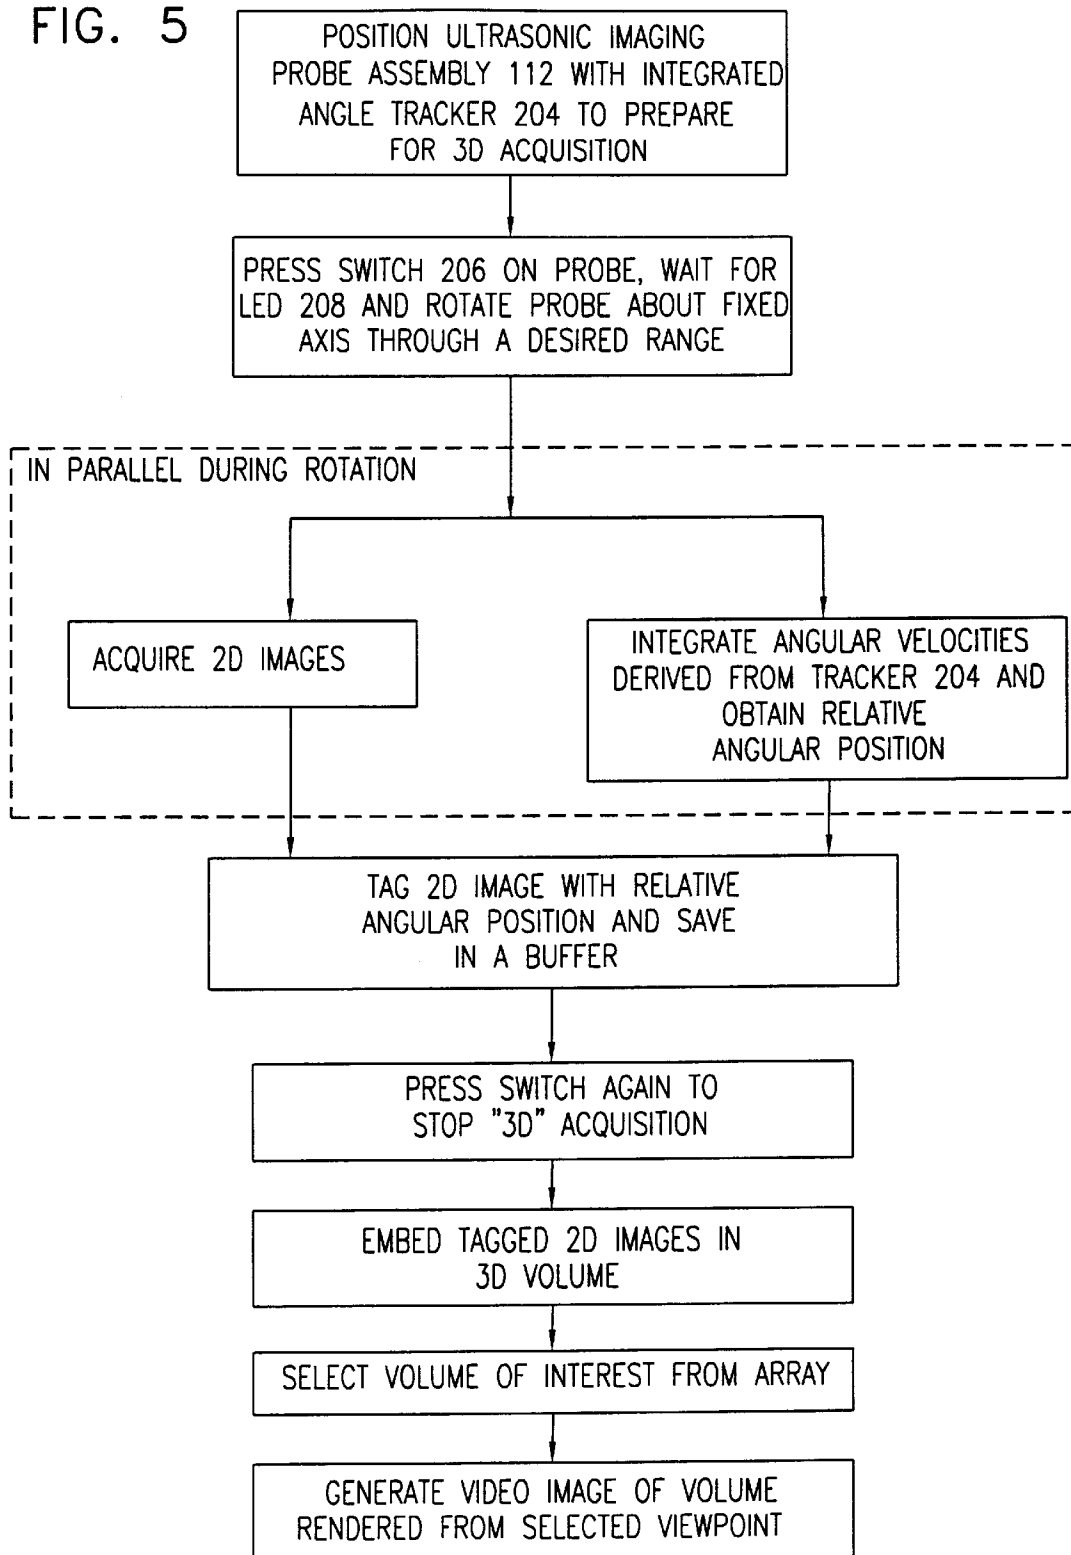 FIG. 5
POSITION ULTRASONIC IMAGING
PROBE ASSEMBLY 112 WITH INTEGRATED
ANGLE TRACKER 204 TO PREPARE
FOR 3D ACQUISITION
PRESS SWITCH 206 ON PROBE, WAIT FOR
LED 208 AND ROTATE PROBE ABOUT FIXED
AXIS THROUGH A DESIRED RANGE
IN PARALLEL DURING ROTATION
ACQUIRE 2D IMAGES
INTEGRATE ANGULAR VELOCITIES
DERIVED FROM TRACKER 204 AND
OBTAIN RELATIVE
ANGULAR POSITION
TAG 2D IMAGE WITH RELATIVE
ANGULAR POSITION AND SAVE
IN A BUFFER
PRESS SWITCH AGAIN TO
STOP "3D" ACQUISITION
EMBED TAGGED 2D IMAGES IN
3D VOLUME
SELECT VOLUME OF INTEREST FROM ARRAY
GENERATE VIDEO IMAGE OF VOLUME
RENDERED FROM SELECTED VIEWPOINT